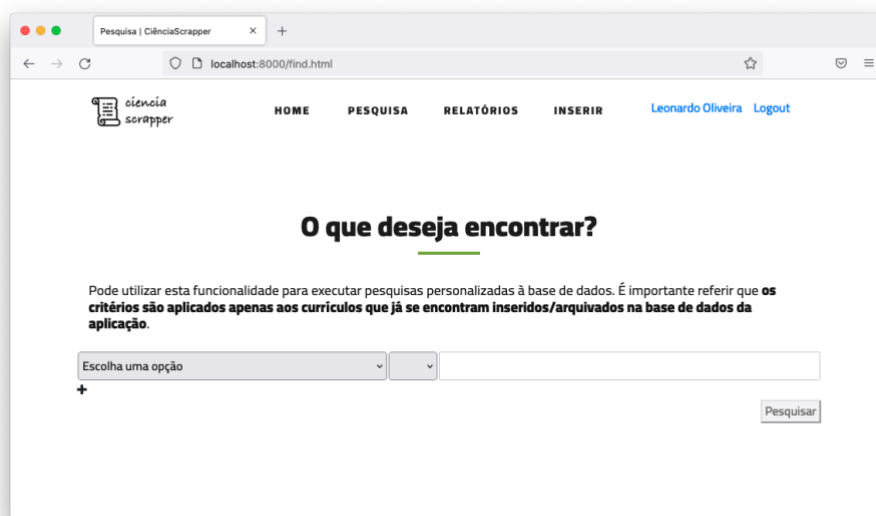 Pesquisa | CiênciaScrapper
localhost:8000/find.html
ciencia
scrapper
HOME PESQUISA RELATÓRIOS INSERIR Leonardo Oliveira Logout
O que deseja encontrar?
Pode utilizar esta funcionalidade para executar pesquisas personalizadas à base de dados. É importante referir que os
critérios são aplicados apenas aos currículos que já se encontram inseridos/arquivados na base de dados da
aplicação.
Escolha uma opção
Pesquisar